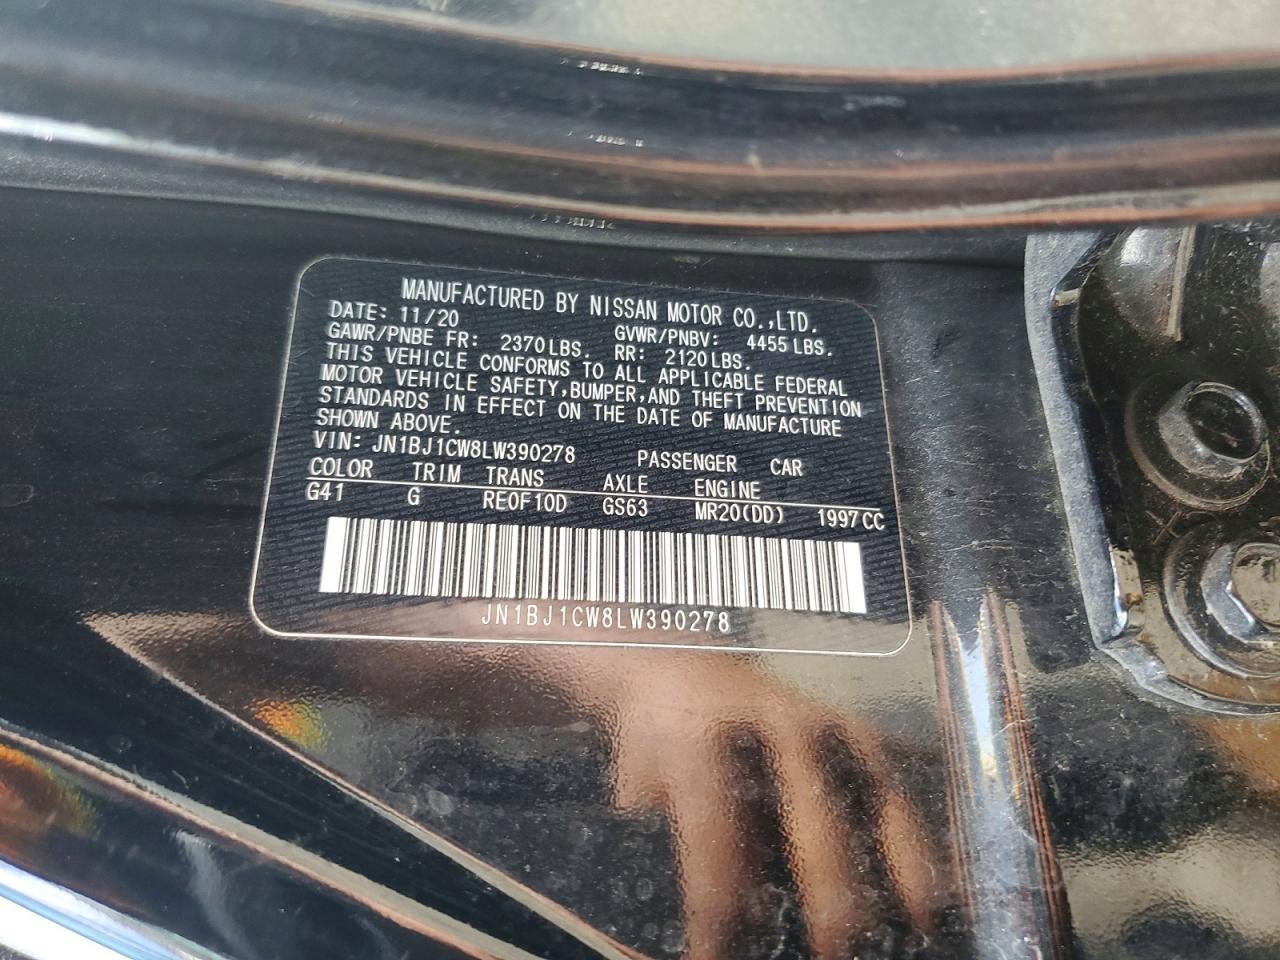 MANUFACTURED BY NISSAN MOTOR CO.,LTD.
DATE: 11/20
GAWR/PNBE FR: 2370LBS. GVWR/PNBV: 4455LBS.
RR: 2120LBS.
THIS VEHICLE CONFORMS TO ALL APPLICABLE FEDERAL
MOTOR VEHICLE SAFETY,BUMPER,AND THEFT PREVENTION
STANDARDS IN EFFECT ON THE DATE OF MANUFACTURE
SHOWN ABOVE.
VIN: JN1BJ1CW8LW390278 PASSENGER CAR
COLOR TRIM TRANS AXLE ENGINE
G41 G RE0F10D GS63 MR20(DD) 1997CC
JN1BJ1CW8LW390278